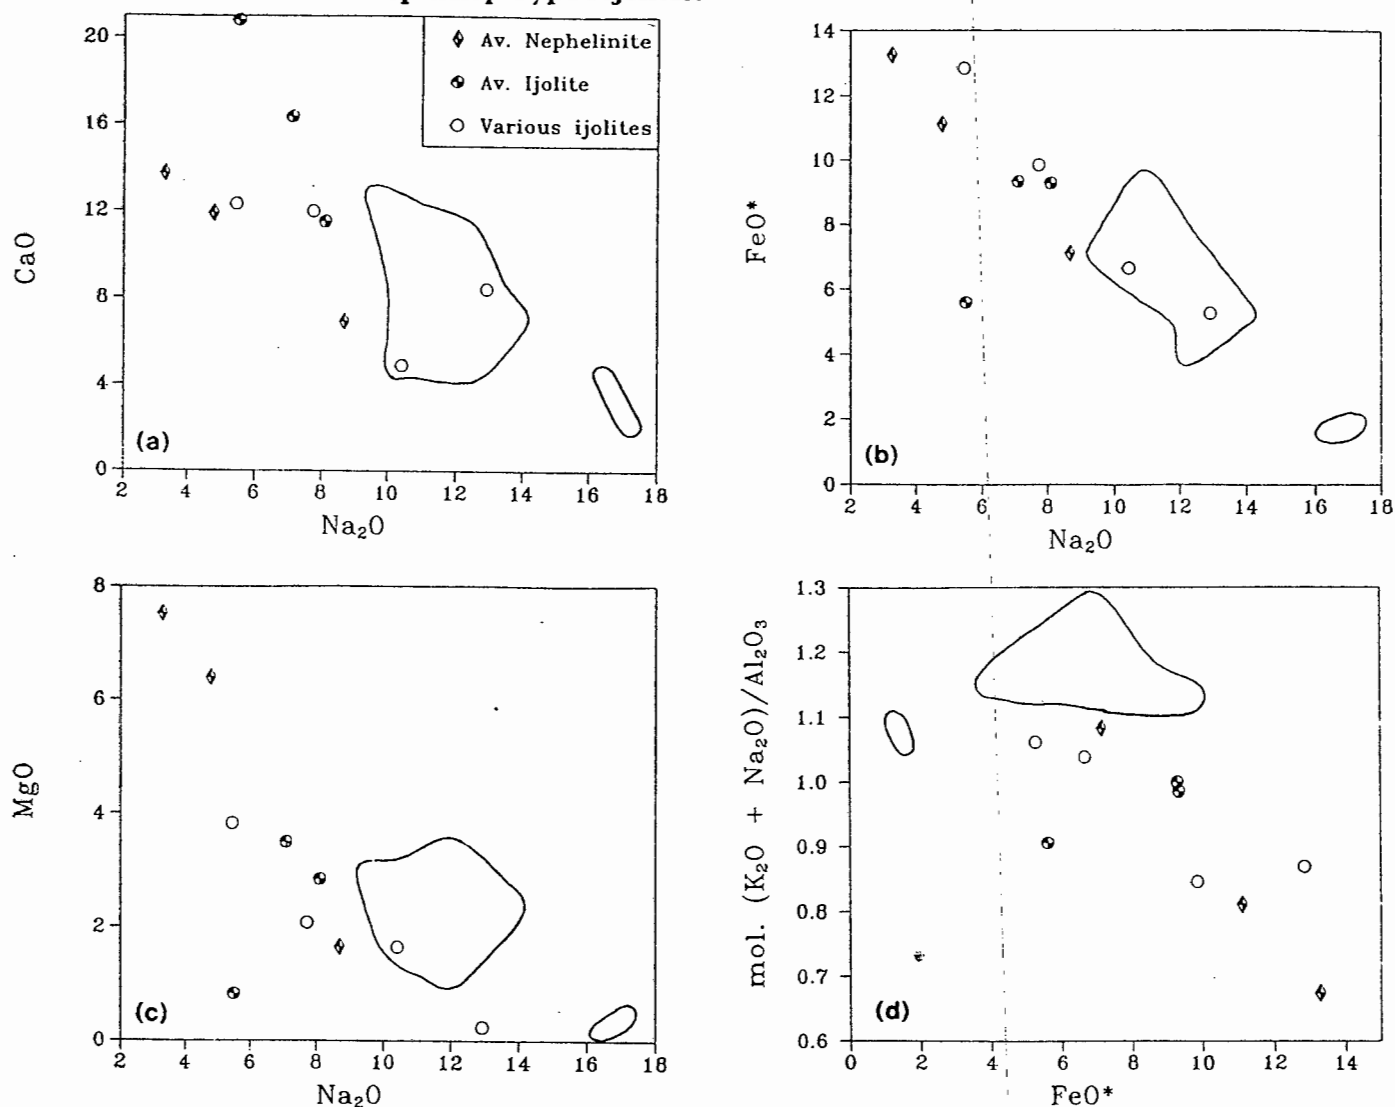 Av. Nephelinite
Av. Ijolite
Various ijolites
20
16
12
8
4
0
CaO
(a)
2 4 6 8 10 12 14 16 18
Na₂O
14
12
10
8
6
4
2
0
FeO*
(b)
2 4 6 8 10 12 14 16 18
Na₂O
8
6
4
2
0
MgO
(c)
2 4 6 8 10 12 14 16 18
Na₂O
1.3
1.2
1.1
1.0
0.9
0.8
0.7
0.6
mol. (K₂O + Na₂O)/Al₂O₃
(d)
0 2 4 6 8 10 12 14
FeO*